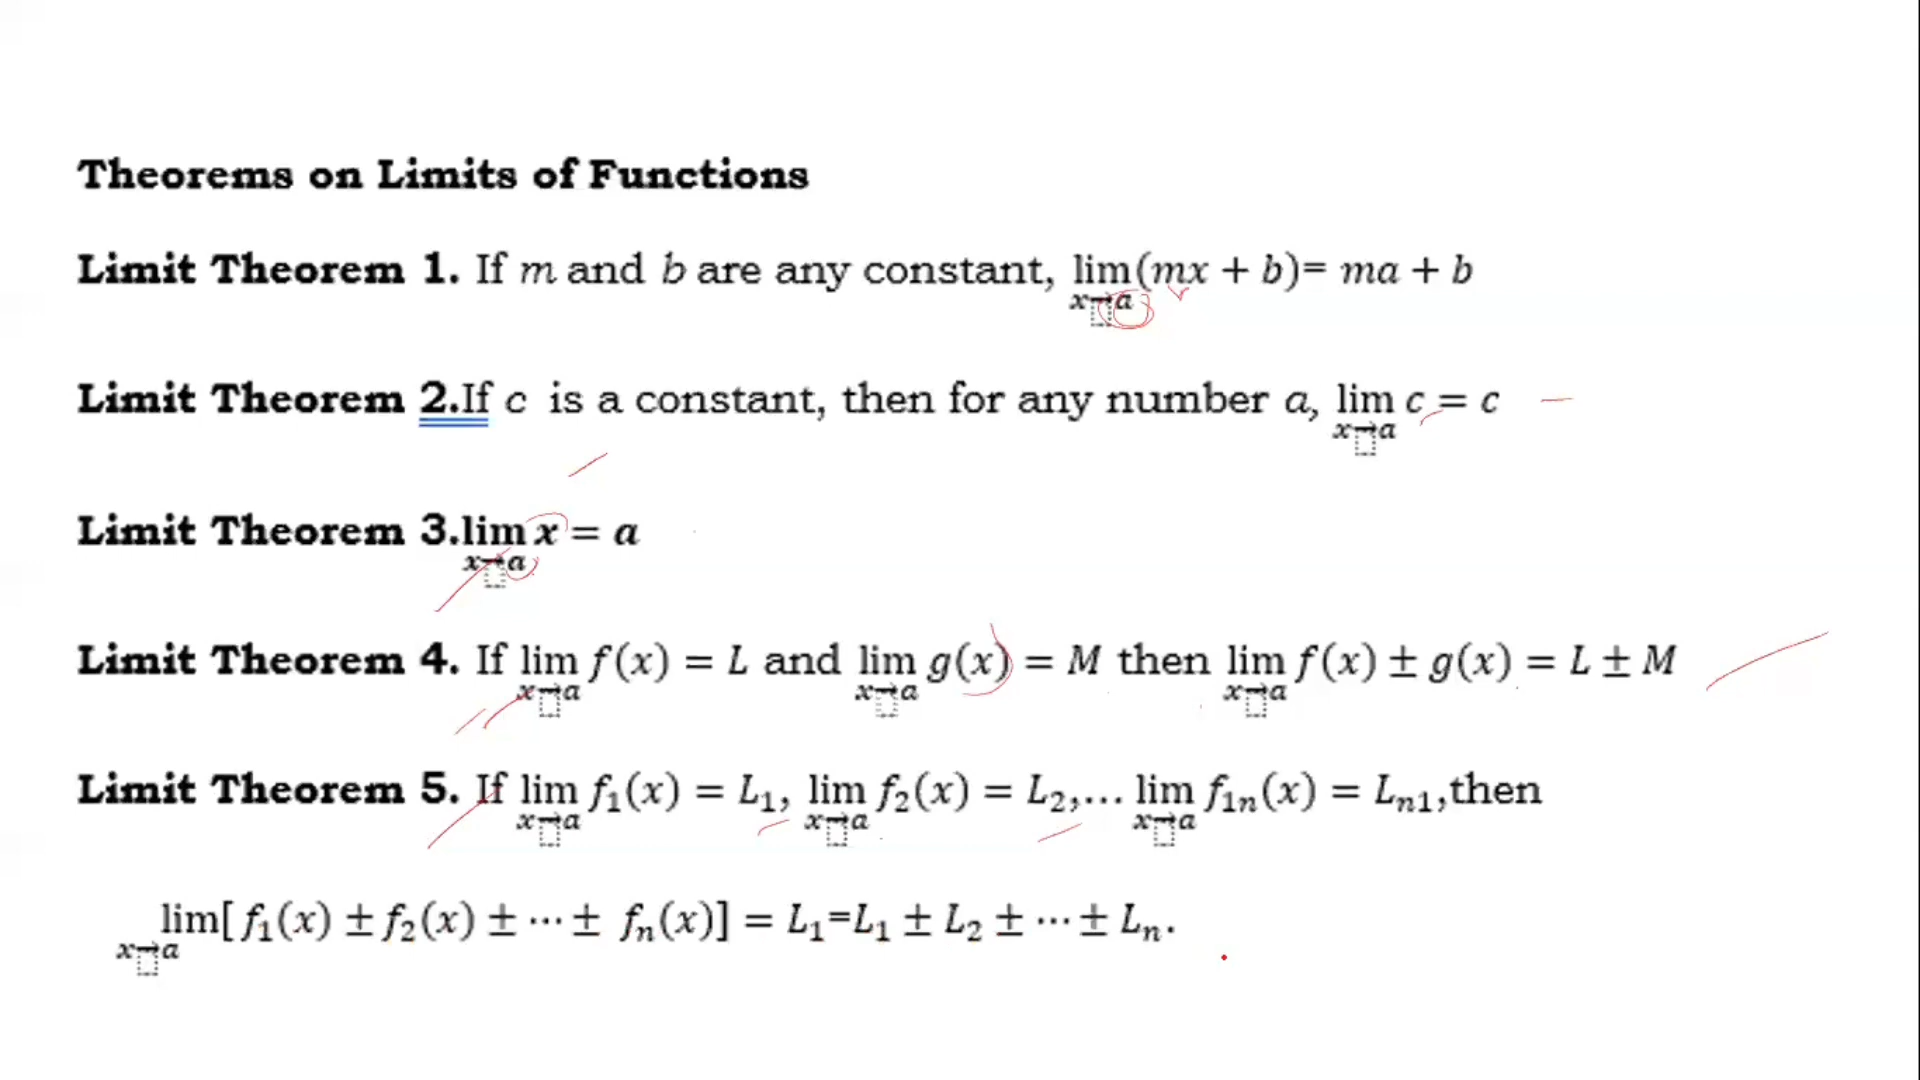 Theorems on Limits of Functions
Limit Theorem 1. If m and b are any constant, lim(mx + b)= ma + b
x→a
Limit Theorem 2.If c is a constant, then for any number a, lim c = c
x→a
Limit Theorem 3.lim x = a
x→a
Limit Theorem 4. If lim f(x) = L and lim g(x) = M then lim f(x) ± g(x) = L ± M
x→a x→a x→a
Limit Theorem 5. If lim f₁(x) = L₁, lim f₂(x) = L₂,… lim f₁ₙ(x) = Lₙ₁,then
x→a x→a x→a
lim[ f₁(x) ± f₂(x) ± ⋯ ± fₙ(x)] = L₁=L₁ ± L₂ ± ⋯ ± Lₙ.
x→a